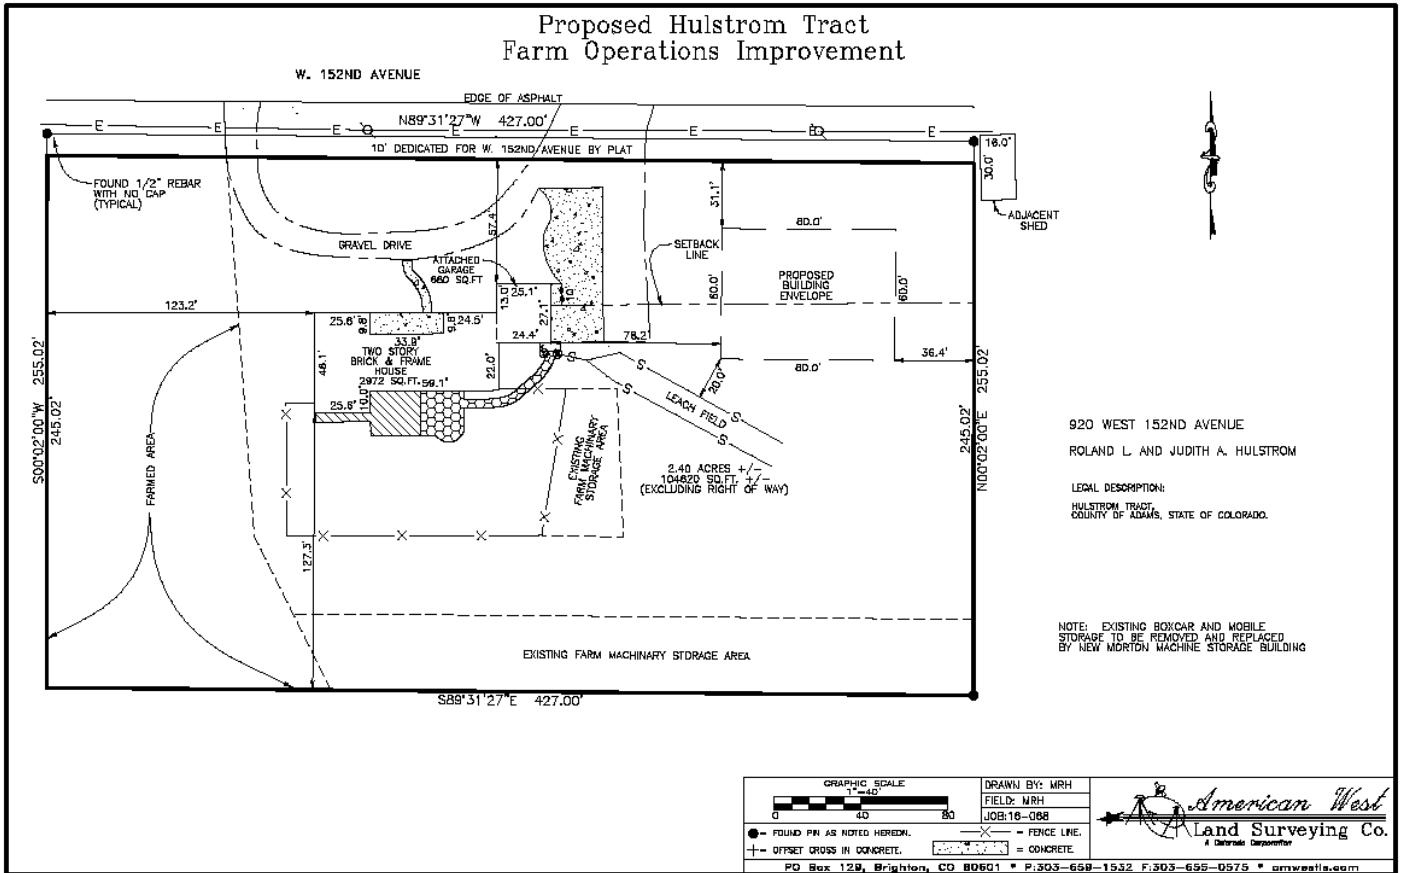 Proposed Hulstrom Tract
Farm Operations Improvement
W. 152ND AVENUE
EDGE OF ASPHALT
N89°31'27"W 427.00'
E E E E E E E E
10' DEDICATED FOR W. 152ND AVENUE BY PLAT
16.0'
30.0'
ADJACENT
SHED
FOUND 1/2" REBAR
WITH NO CAP
(TYPICAL)
GRAVEL DRIVE
57.4'
31.1'
80.0'
SETBACK
LINE
ATTACHED
GARAGE
660 SQ.FT
PROPOSED
BUILDING
ENVELOPE
60.0'
60.0'
123.2'
13.0'
25.1'
27.1'
25.6'
9.8'
9.8'
24.5'
24.4'
78.2'
33.9'
TWO STORY
BRICK & FRAME
HOUSE
2972 SQ.FT.
59.1'
48.1'
22.0'
36.4'
80.0'
20.0'
S S S S S
LEACH FIELD
10.0'
25.6'
S00°02'00"W 255.02'
245.02'
245.02'
N00°02'00"E 255.02'
FARMED AREA
EXISTING
FARM MACHINARY
STORAGE AREA
2.40 ACRES +/-
104620 SQ.FT. +/-
(EXCLUDING RIGHT OF WAY)
127.3'
EXISTING FARM MACHINARY STORAGE AREA
S89°31'27"E 427.00'
920 WEST 152ND AVENUE
ROLAND L. AND JUDITH A. HULSTROM
LEGAL DESCRIPTION:
HULSTROM TRACT,
COUNTY OF ADAMS, STATE OF COLORADO.
NOTE: EXISTING BOXCAR AND MOBILE
STORAGE TO BE REMOVED AND REPLACED
BY NEW MORTON MACHINE STORAGE BUILDING
GRAPHIC SCALE
1"=40'
0 40 80
DRAWN BY: MRH
FIELD: MRH
JOB:16-068
- FOUND PIN AS NOTED HEREON.
- OFFSET CROSS IN CONCRETE.
= FENCE LINE.
= CONCRETE
American West
Land Surveying Co.
A Colorado Corporation
PO Box 129, Brighton, CO 80601 * P:303-659-1532 F:303-655-0575 * amwestls.com